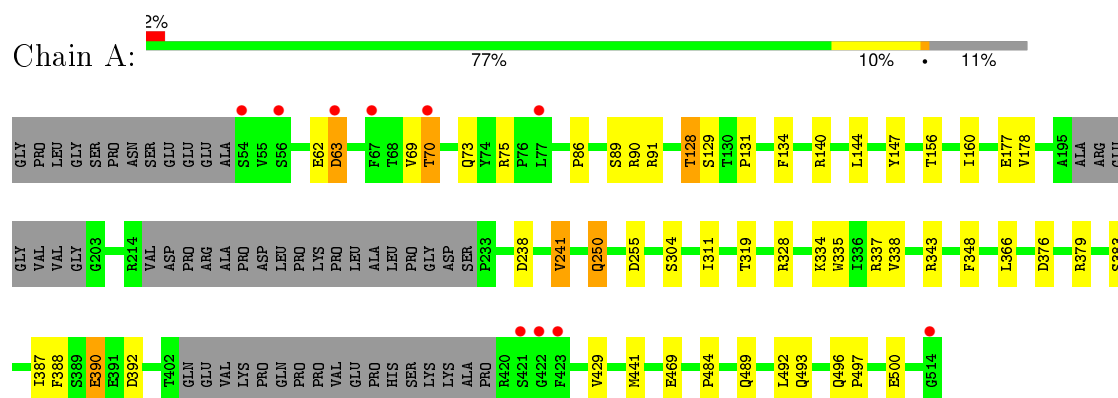 2%
Chain A:
77% 10% • 11%
GLY PRO LEU GLY SER PRO ASN SER GLU GLU GLU ALA S54 V55 S56 E62 D63 F67 T68 V69 T70 Q73 Y74 R75 P76 L77 P86 S89 R90 R91 T128 S129 T130 P131 F134 R140 L144 Y147 T156 I160 E177 V178 A195 ALA ARG GLU
GLY VAL VAL GLY G203 R214 VAL ASP PRO ARG ALA PRO ASP LEU PRO LYS PRO ALA LEU PRO GLY ASP SER P233 D238 V241 Q250 D255 S304 I311 T319 R328 K334 W335 I336 R337 V338 R343 F348 L366 D376 R379 S383
I387 F388 S389 E390 E391 D392 T402 GLN GLU VAL LYS PRO GLN PRO PRO VAL GLU PRO HIS SER LYS LYS ALA PRO R420 S421 G422 F423 V429 M441 E469 P484 Q489 L492 Q493 Q496 P497 E500 G514